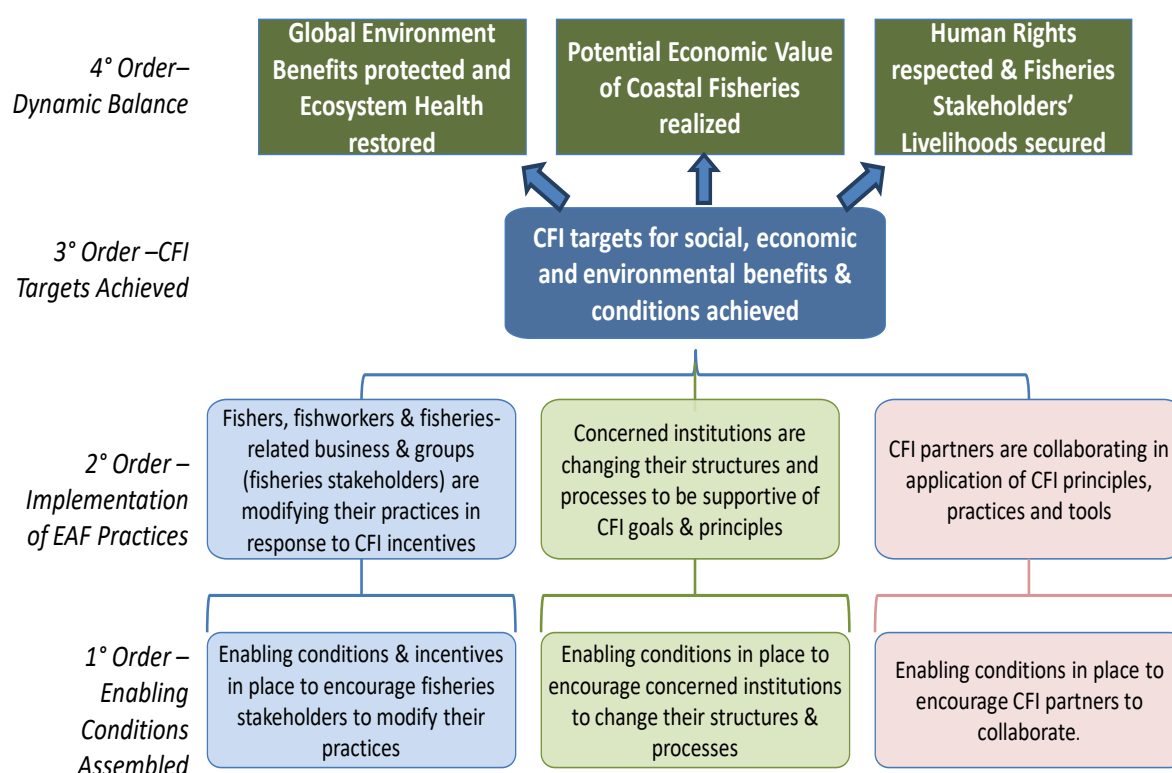 4° Order–
Dynamic Balance
Global Environment
Benefits protected and
Ecosystem Health
restored
Potential Economic Value
of Coastal Fisheries
realized
Human Rights
respected & Fisheries
Stakeholders’
Livelihoods secured
3° Order –CFI
Targets Achieved
CFI targets for social, economic
and environmental benefits &
conditions achieved
2° Order –
Implementation
of EAF Practices
Fishers, fishworkers & fisheries-
related business & groups
(fisheries stakeholders) are
modifying their practices in
response to CFI incentives
Concerned institutions are
changing their structures and
processes to be supportive of
CFI goals & principles
CFI partners are collaborating in
application of CFI principles,
practices and tools
1° Order –
Enabling
Conditions
Assembled
Enabling conditions & incentives
in place to encourage fisheries
stakeholders to modify their
practices
Enabling conditions in place to
encourage concerned institutions
to change their structures &
processes
Enabling conditions in place to
encourage CFI partners to
collaborate.